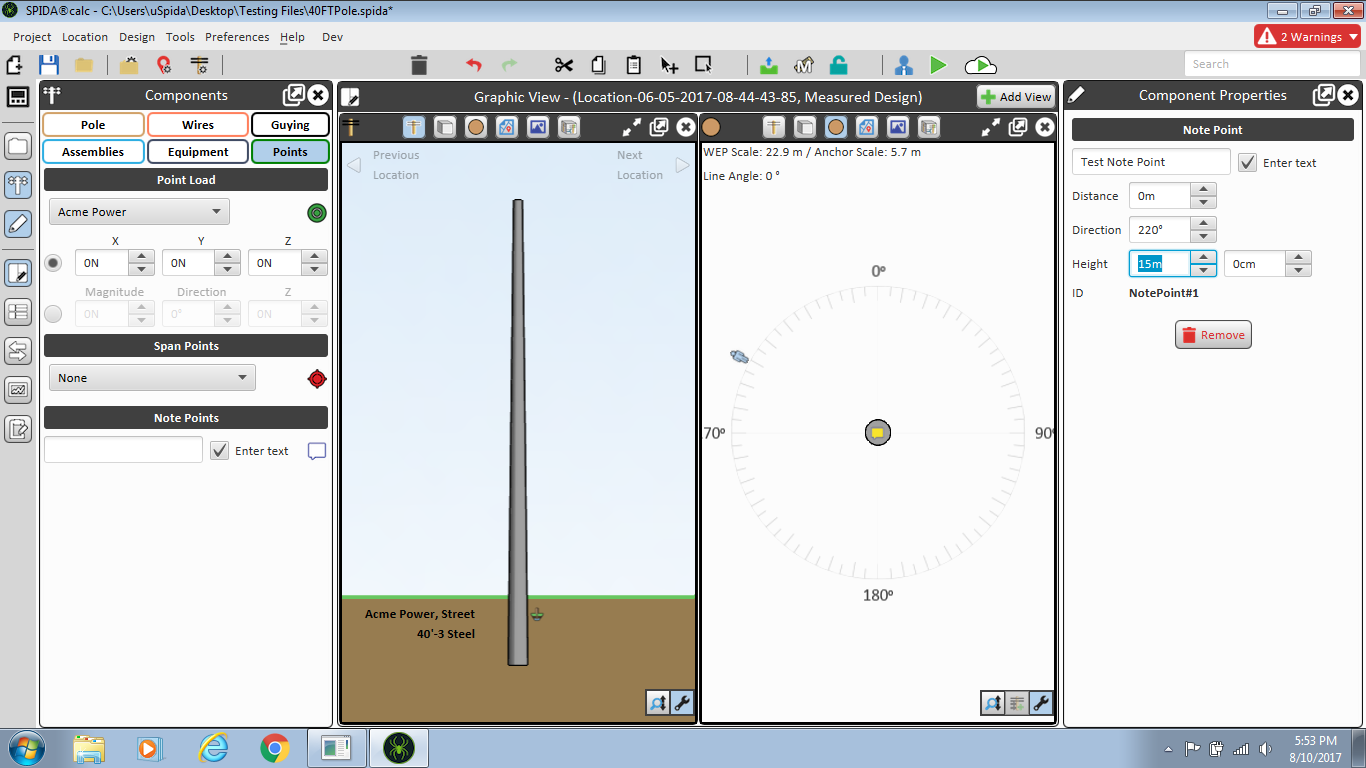 SPIDA®calc - C:\Users\uSpida\Desktop\Testing Files\40FTPole.spida*
Project Location Design Tools Preferences Help Dev
2 Warnings
Search
Components
Pole Wires Guying
Assemblies Equipment Points
Point Load
Acme Power
X Y Z
0N 0N 0N
Magnitude Direction Z
0N 0° 0N
Span Points
None
Note Points
Enter text
Graphic View - (Location-06-05-2017-08-44-43-85, Measured Design)
Add View
Previous
Location
Next
Location
Acme Power, Street
40'-3 Steel
WEP Scale: 22.9 m / Anchor Scale: 5.7 m
Line Angle: 0 °
0º
70º
90º
180º
Component Properties
Note Point
Test Note Point Enter text
Distance 0m
Direction 220°
Height 15m 0cm
ID NotePoint#1
Remove
5:53 PM
8/10/2017